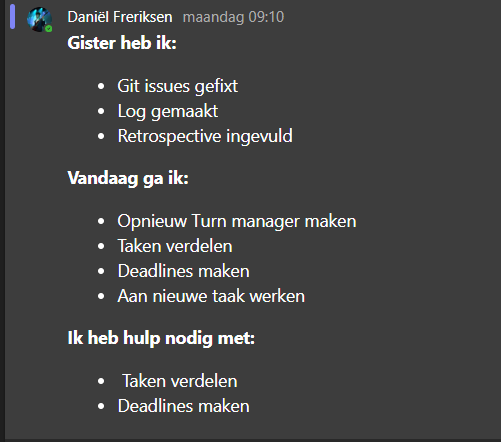 Daniël Freriksen maandag 09:10
Gister heb ik:
• Git issues gefixt
• Log gemaakt
• Retrospective ingevuld
Vandaag ga ik:
• Opnieuw Turn manager maken
• Taken verdelen
• Deadlines maken
• Aan nieuwe taak werken
Ik heb hulp nodig met:
• Taken verdelen
• Deadlines maken